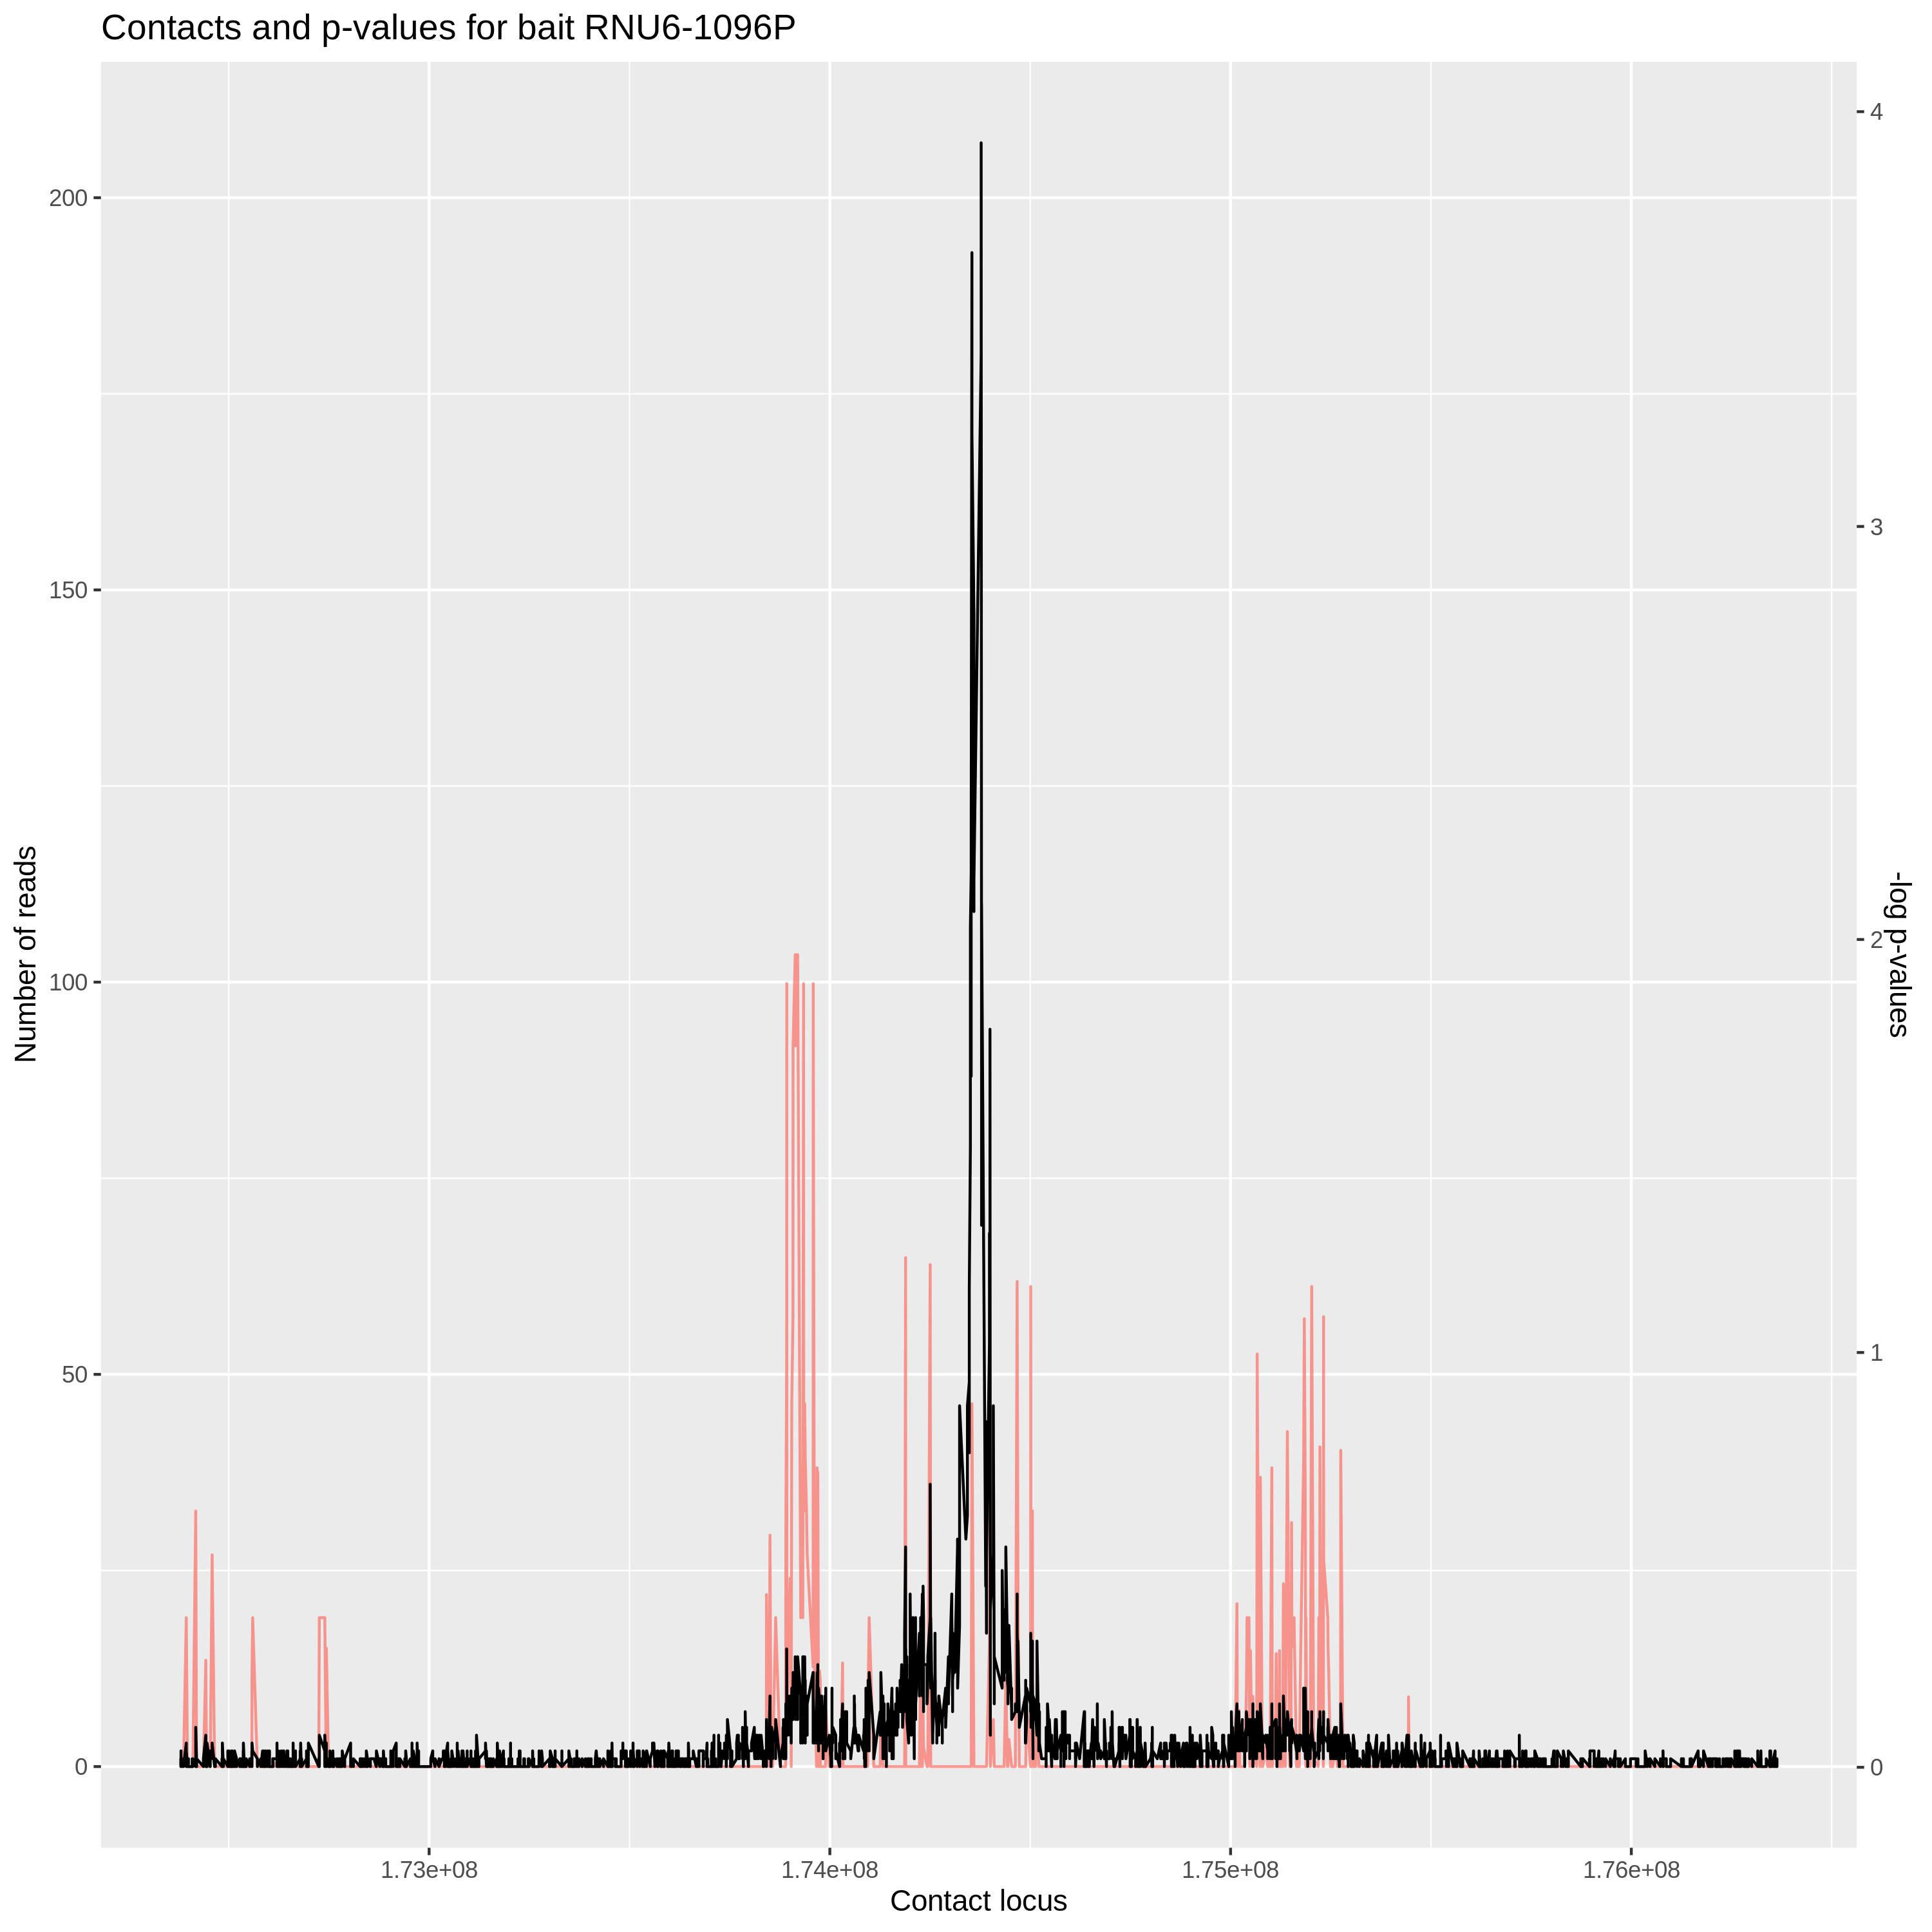 Contacts and p-values for bait RNU6-1096P
Number of reads
200
150
100
50
0
4
3
2
1
0
-log p-values
1.73e+08 1.74e+08 1.75e+08 1.76e+08
Contact locus